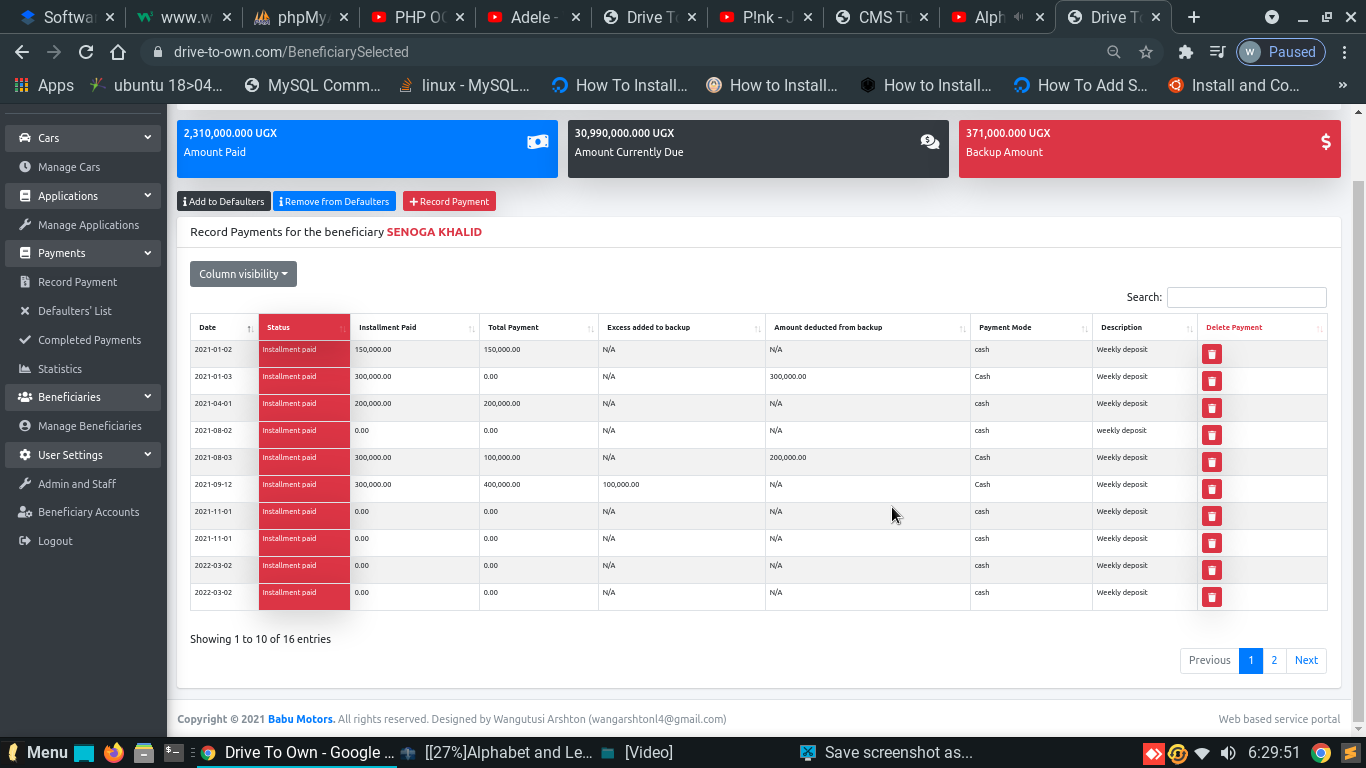 Softwa
www.w
phpMy
PHP OC
Adele -
Drive To
P!nk - J
CMS Tu
Alph
Drive To
drive-to-own.com/BeneficiarySelected
W Paused
Apps
ubuntu 18>04...
MySQL Comm...
linux - MySQL...
How To Install...
How to Install...
How to Install...
How To Add S...
Install and Co...
»
Cars
Manage Cars
Applications
Manage Applications
Payments
Record Payment
Defaulters' List
Completed Payments
Statistics
Beneficiaries
Manage Beneficiaries
User Settings
Admin and Staff
Beneficiary Accounts
Logout
2,310,000.000 UGX
Amount Paid
30,990,000.000 UGX
Amount Currently Due
371,000.000 UGX
Backup Amount
Add to Defaulters
Remove from Defaulters
Record Payment
Record Payments for the beneficiary SENOGA KHALID
Column visibility
Search:
Date Status Installment Paid Total Payment Excess added to backup Amount deducted from backup Payment Mode Description Delete Payment
2021-01-02 Installment paid 150,000.00 150,000.00 N/A N/A cash Weekly deposit
2021-01-03 Installment paid 300,000.00 0.00 N/A 300,000.00 Cash Weekly deposit
2021-04-01 Installment paid 200,000.00 200,000.00 N/A N/A cash Weekly deposit
2021-08-02 Installment paid 0.00 0.00 N/A N/A cash weekly deposit
2021-08-03 Installment paid 300,000.00 100,000.00 N/A 200,000.00 Cash Weekly deposit
2021-09-12 Installment paid 300,000.00 400,000.00 100,000.00 N/A Cash Weekly deposit
2021-11-01 Installment paid 0.00 0.00 N/A N/A cash Weekly deposit
2021-11-01 Installment paid 0.00 0.00 N/A N/A cash Weekly deposit
2022-03-02 Installment paid 0.00 0.00 N/A N/A cash Weekly deposit
2022-03-02 Installment paid 0.00 0.00 N/A N/A cash Weekly deposit
Showing 1 to 10 of 16 entries
Previous 1 2 Next
Copyright © 2021 Babu Motors. All rights reserved. Designed by Wangutusi Arshton (wangarshtonl4@gmail.com)
Web based service portal
Menu
Drive To Own - Google ...
[[27%]Alphabet and Le...
[Video]
Save screenshot as...
6:29:51